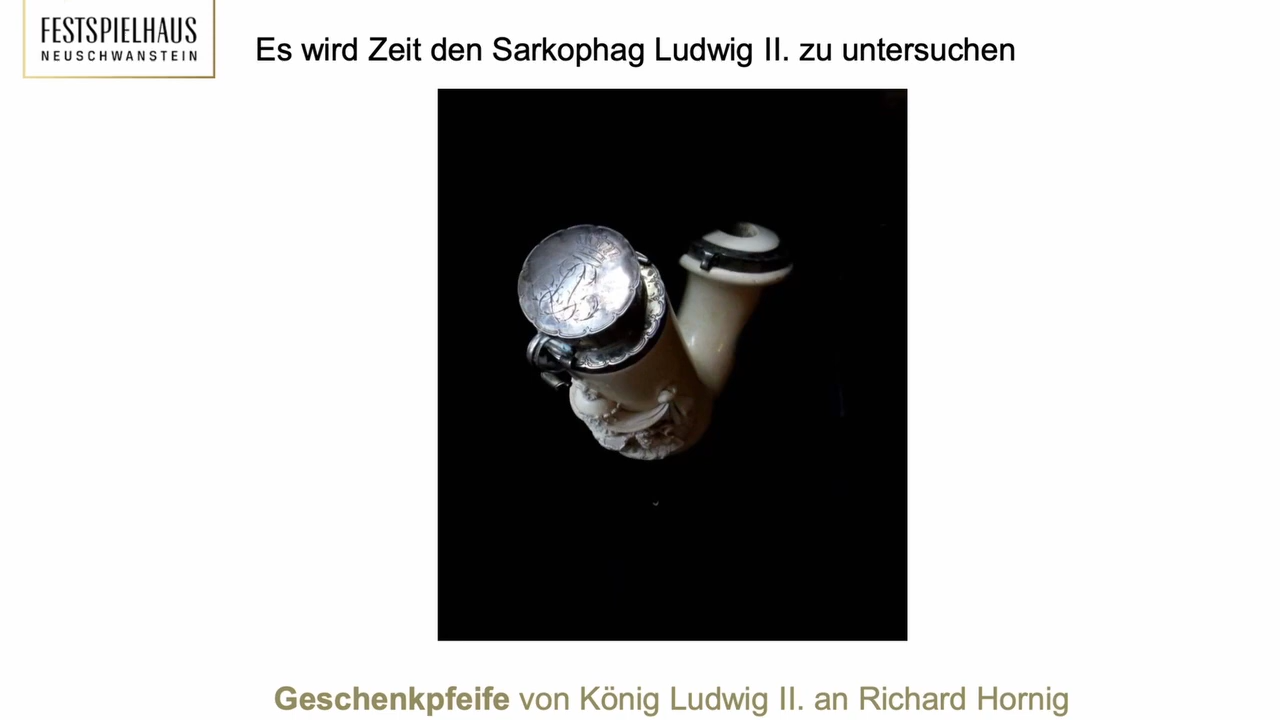 FESTSPIELHAUS
NEUSCHWANSTEIN
Es wird Zeit den Sarkophag Ludwig II. zu untersuchen
Geschenkpfeife von König Ludwig II. an Richard Hornig